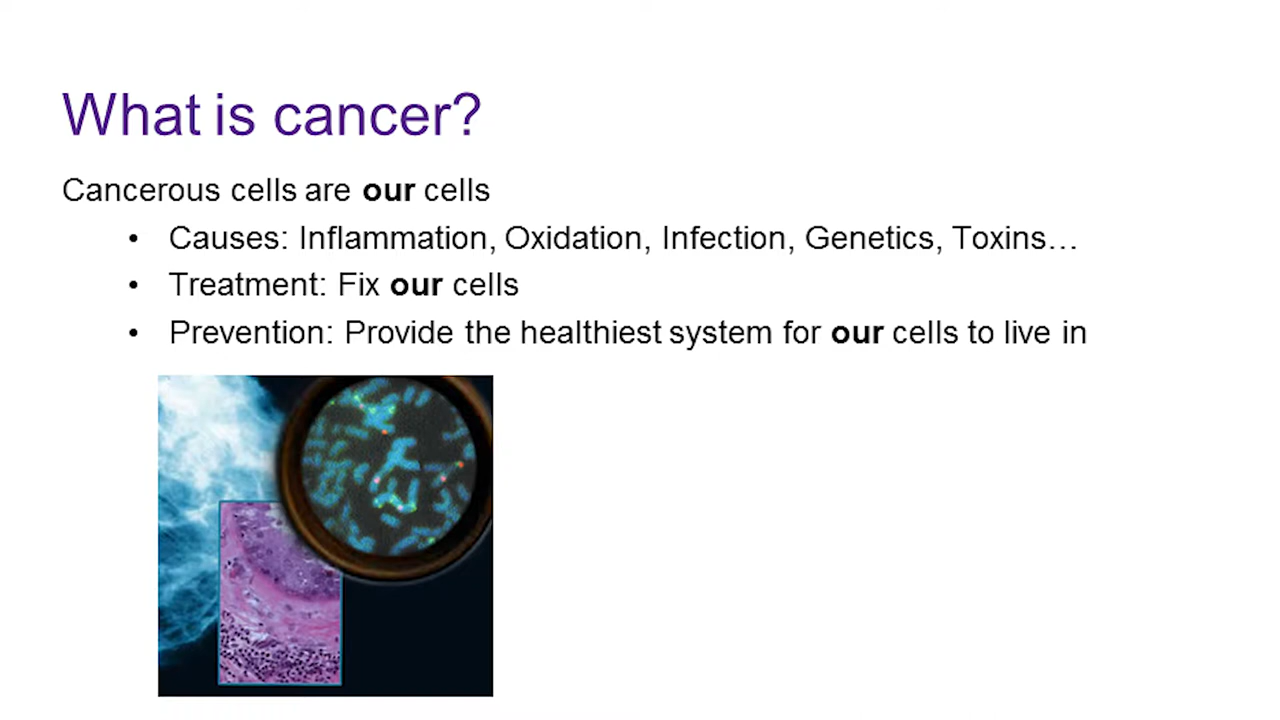 What is cancer?
Cancerous cells are our cells
• Causes: Inflammation, Oxidation, Infection, Genetics, Toxins…
• Treatment: Fix our cells
• Prevention: Provide the healthiest system for our cells to live in